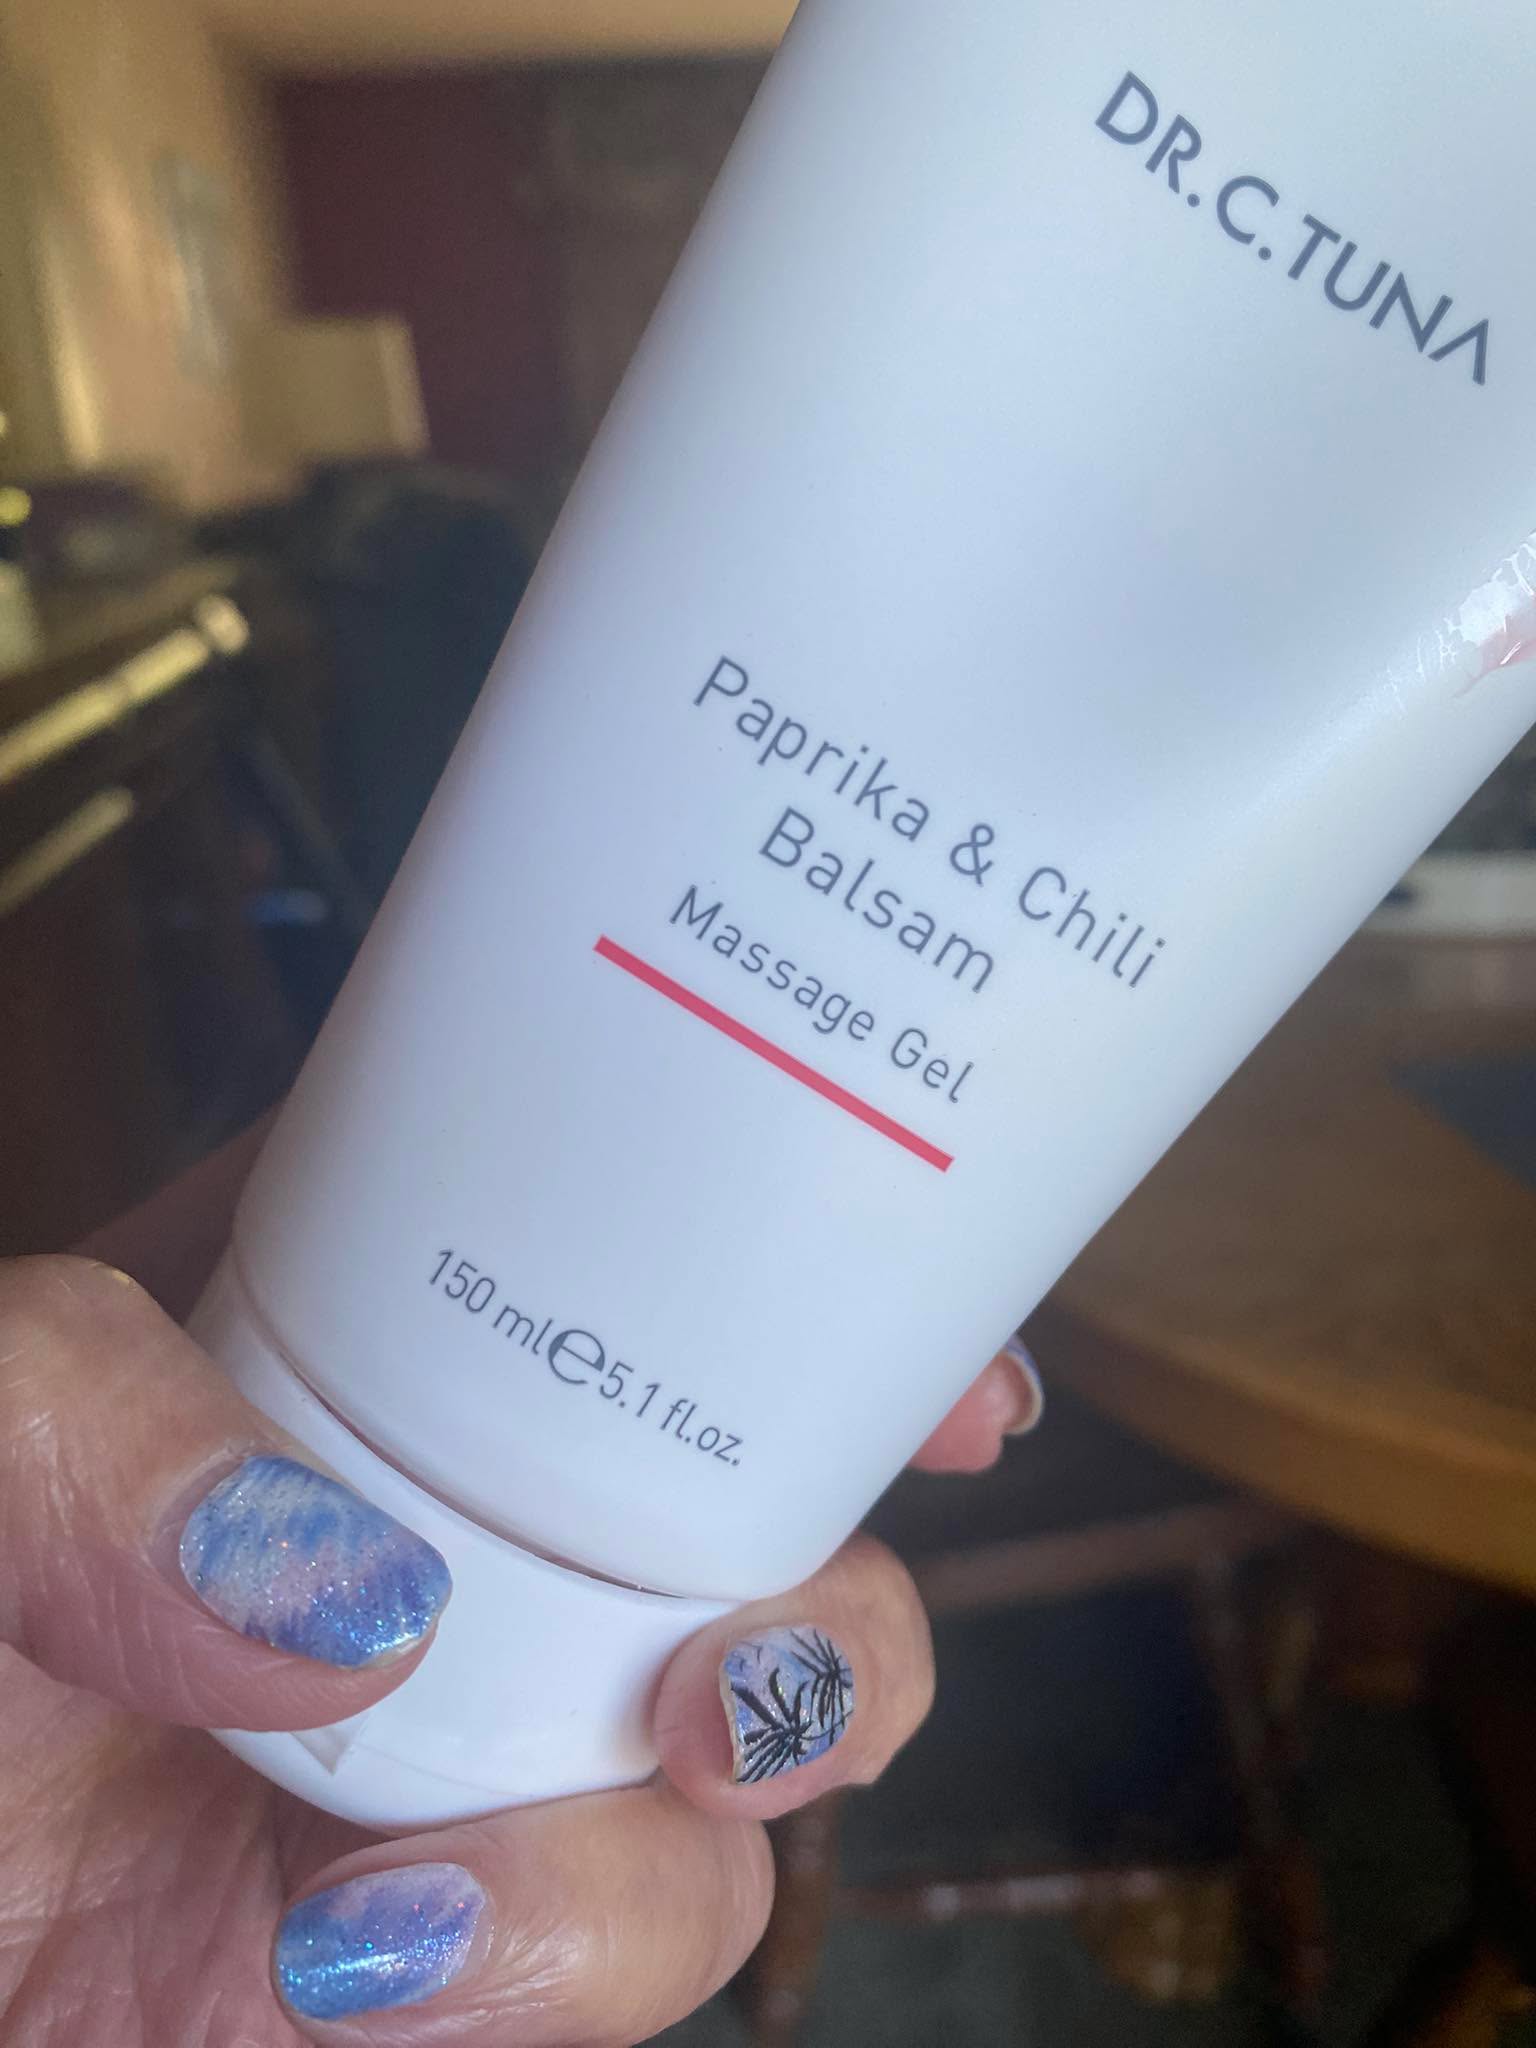 DR. C. TUNA
Paprika & Chili
Balsam
Massage Gel
150 ml e 5.1 fl.oz.